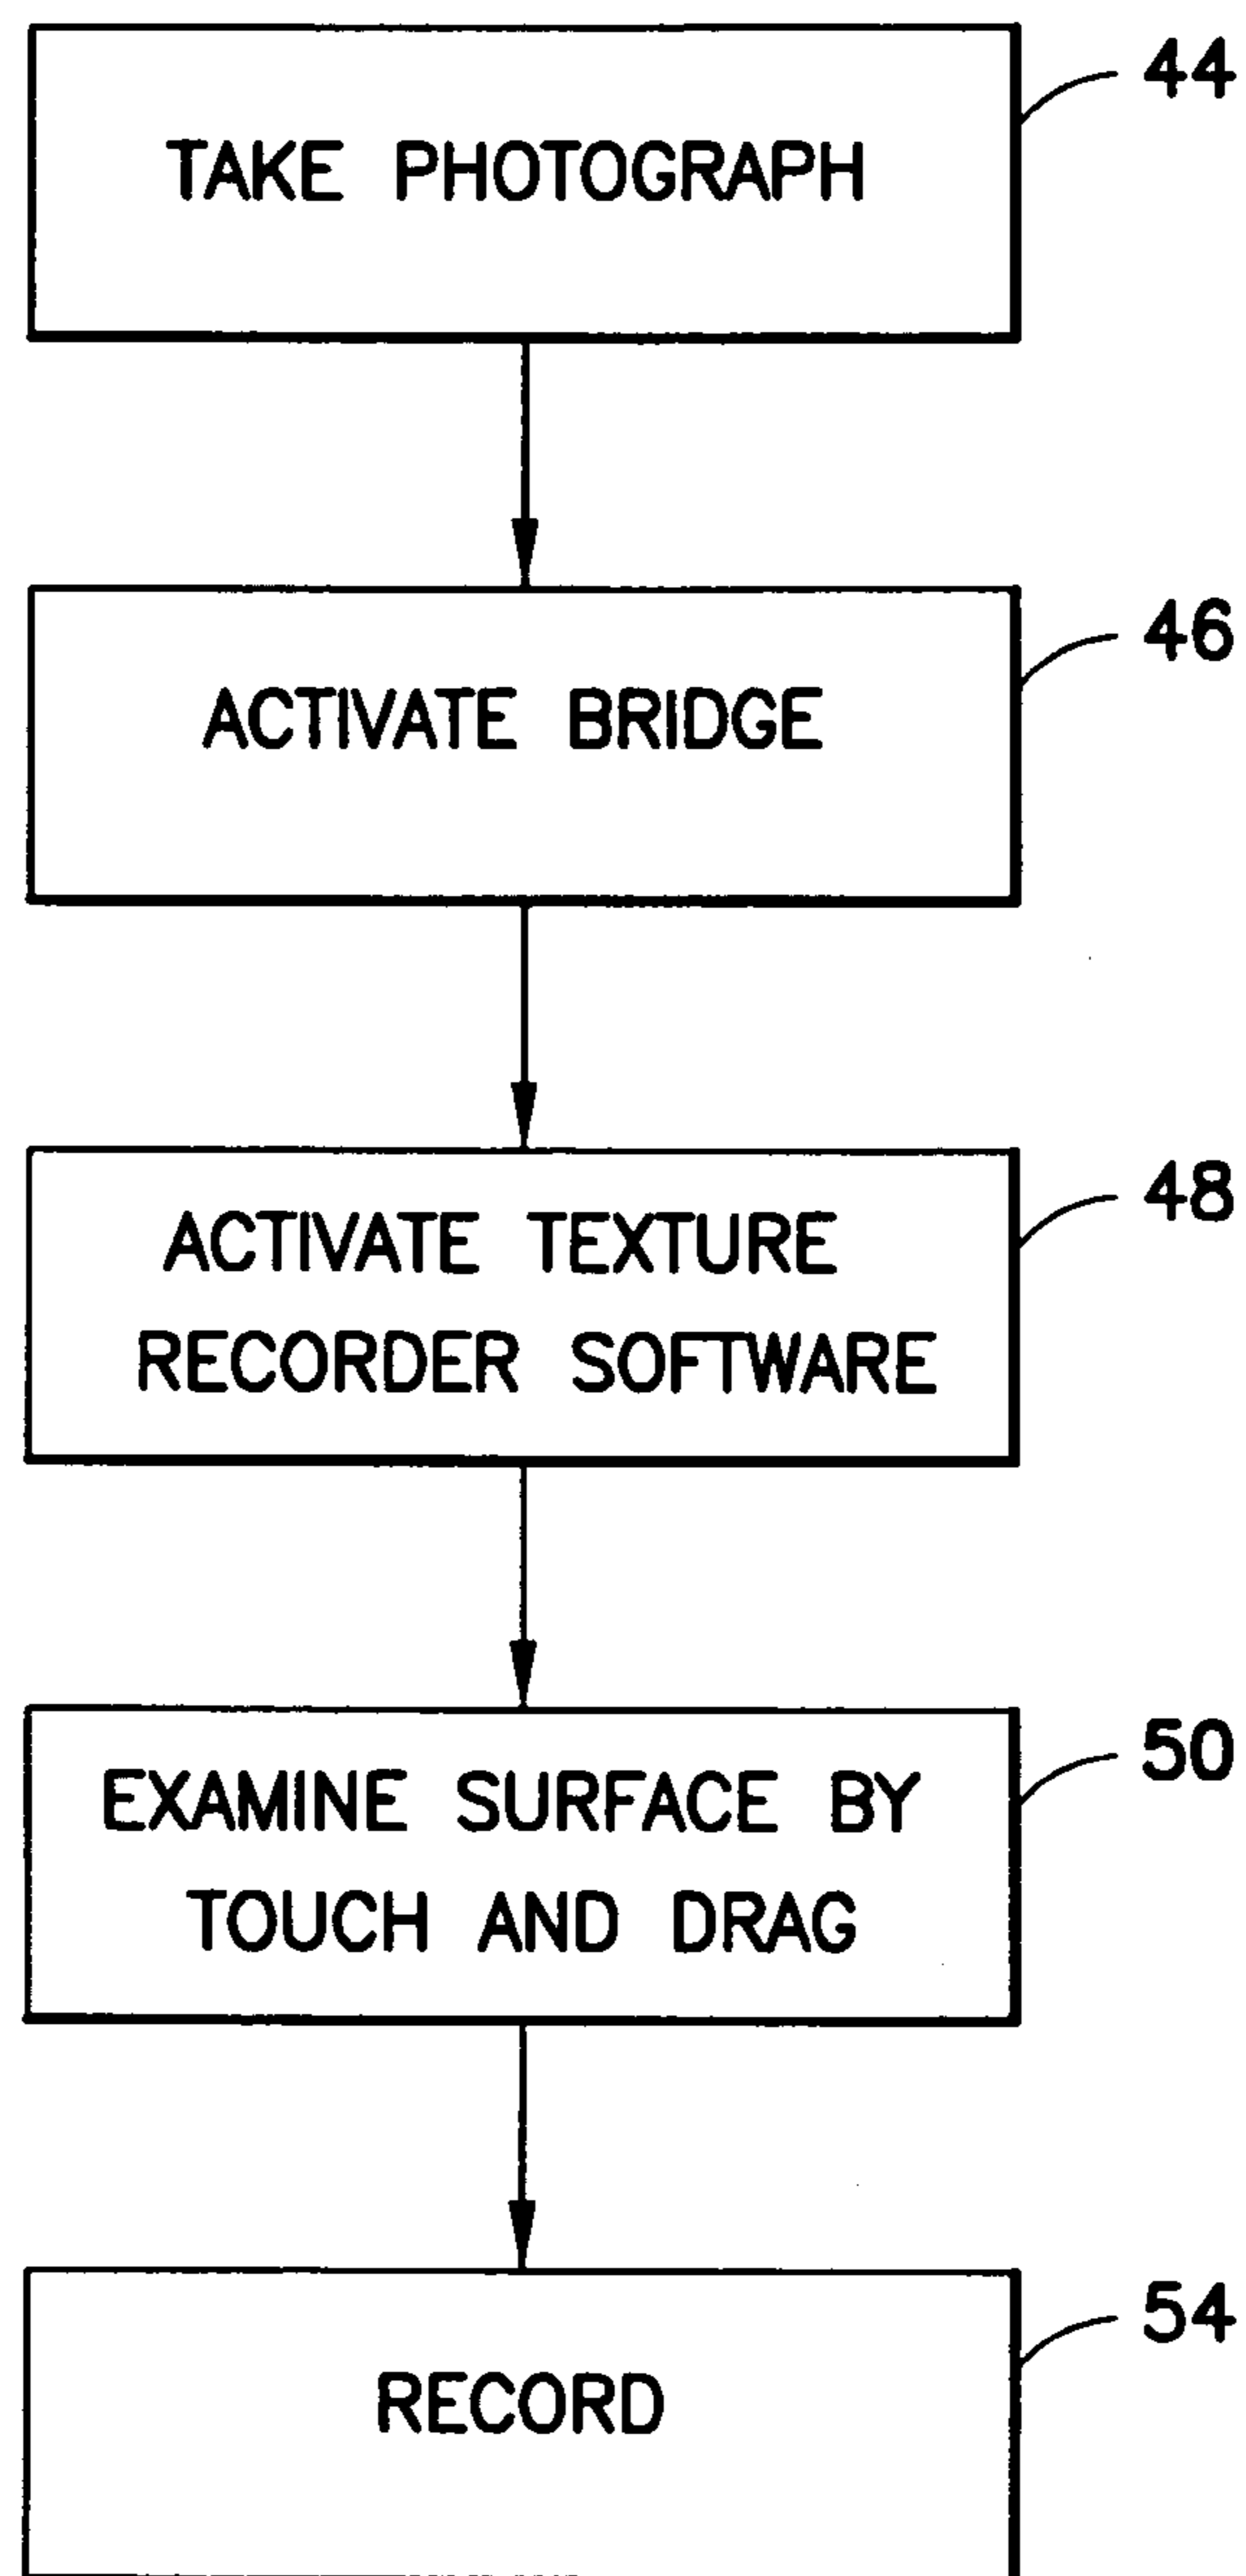 TAKE PHOTOGRAPH
44
ACTIVATE BRIDGE
46
ACTIVATE TEXTURE
RECORDER SOFTWARE
48
EXAMINE SURFACE BY
TOUCH AND DRAG
50
RECORD
54